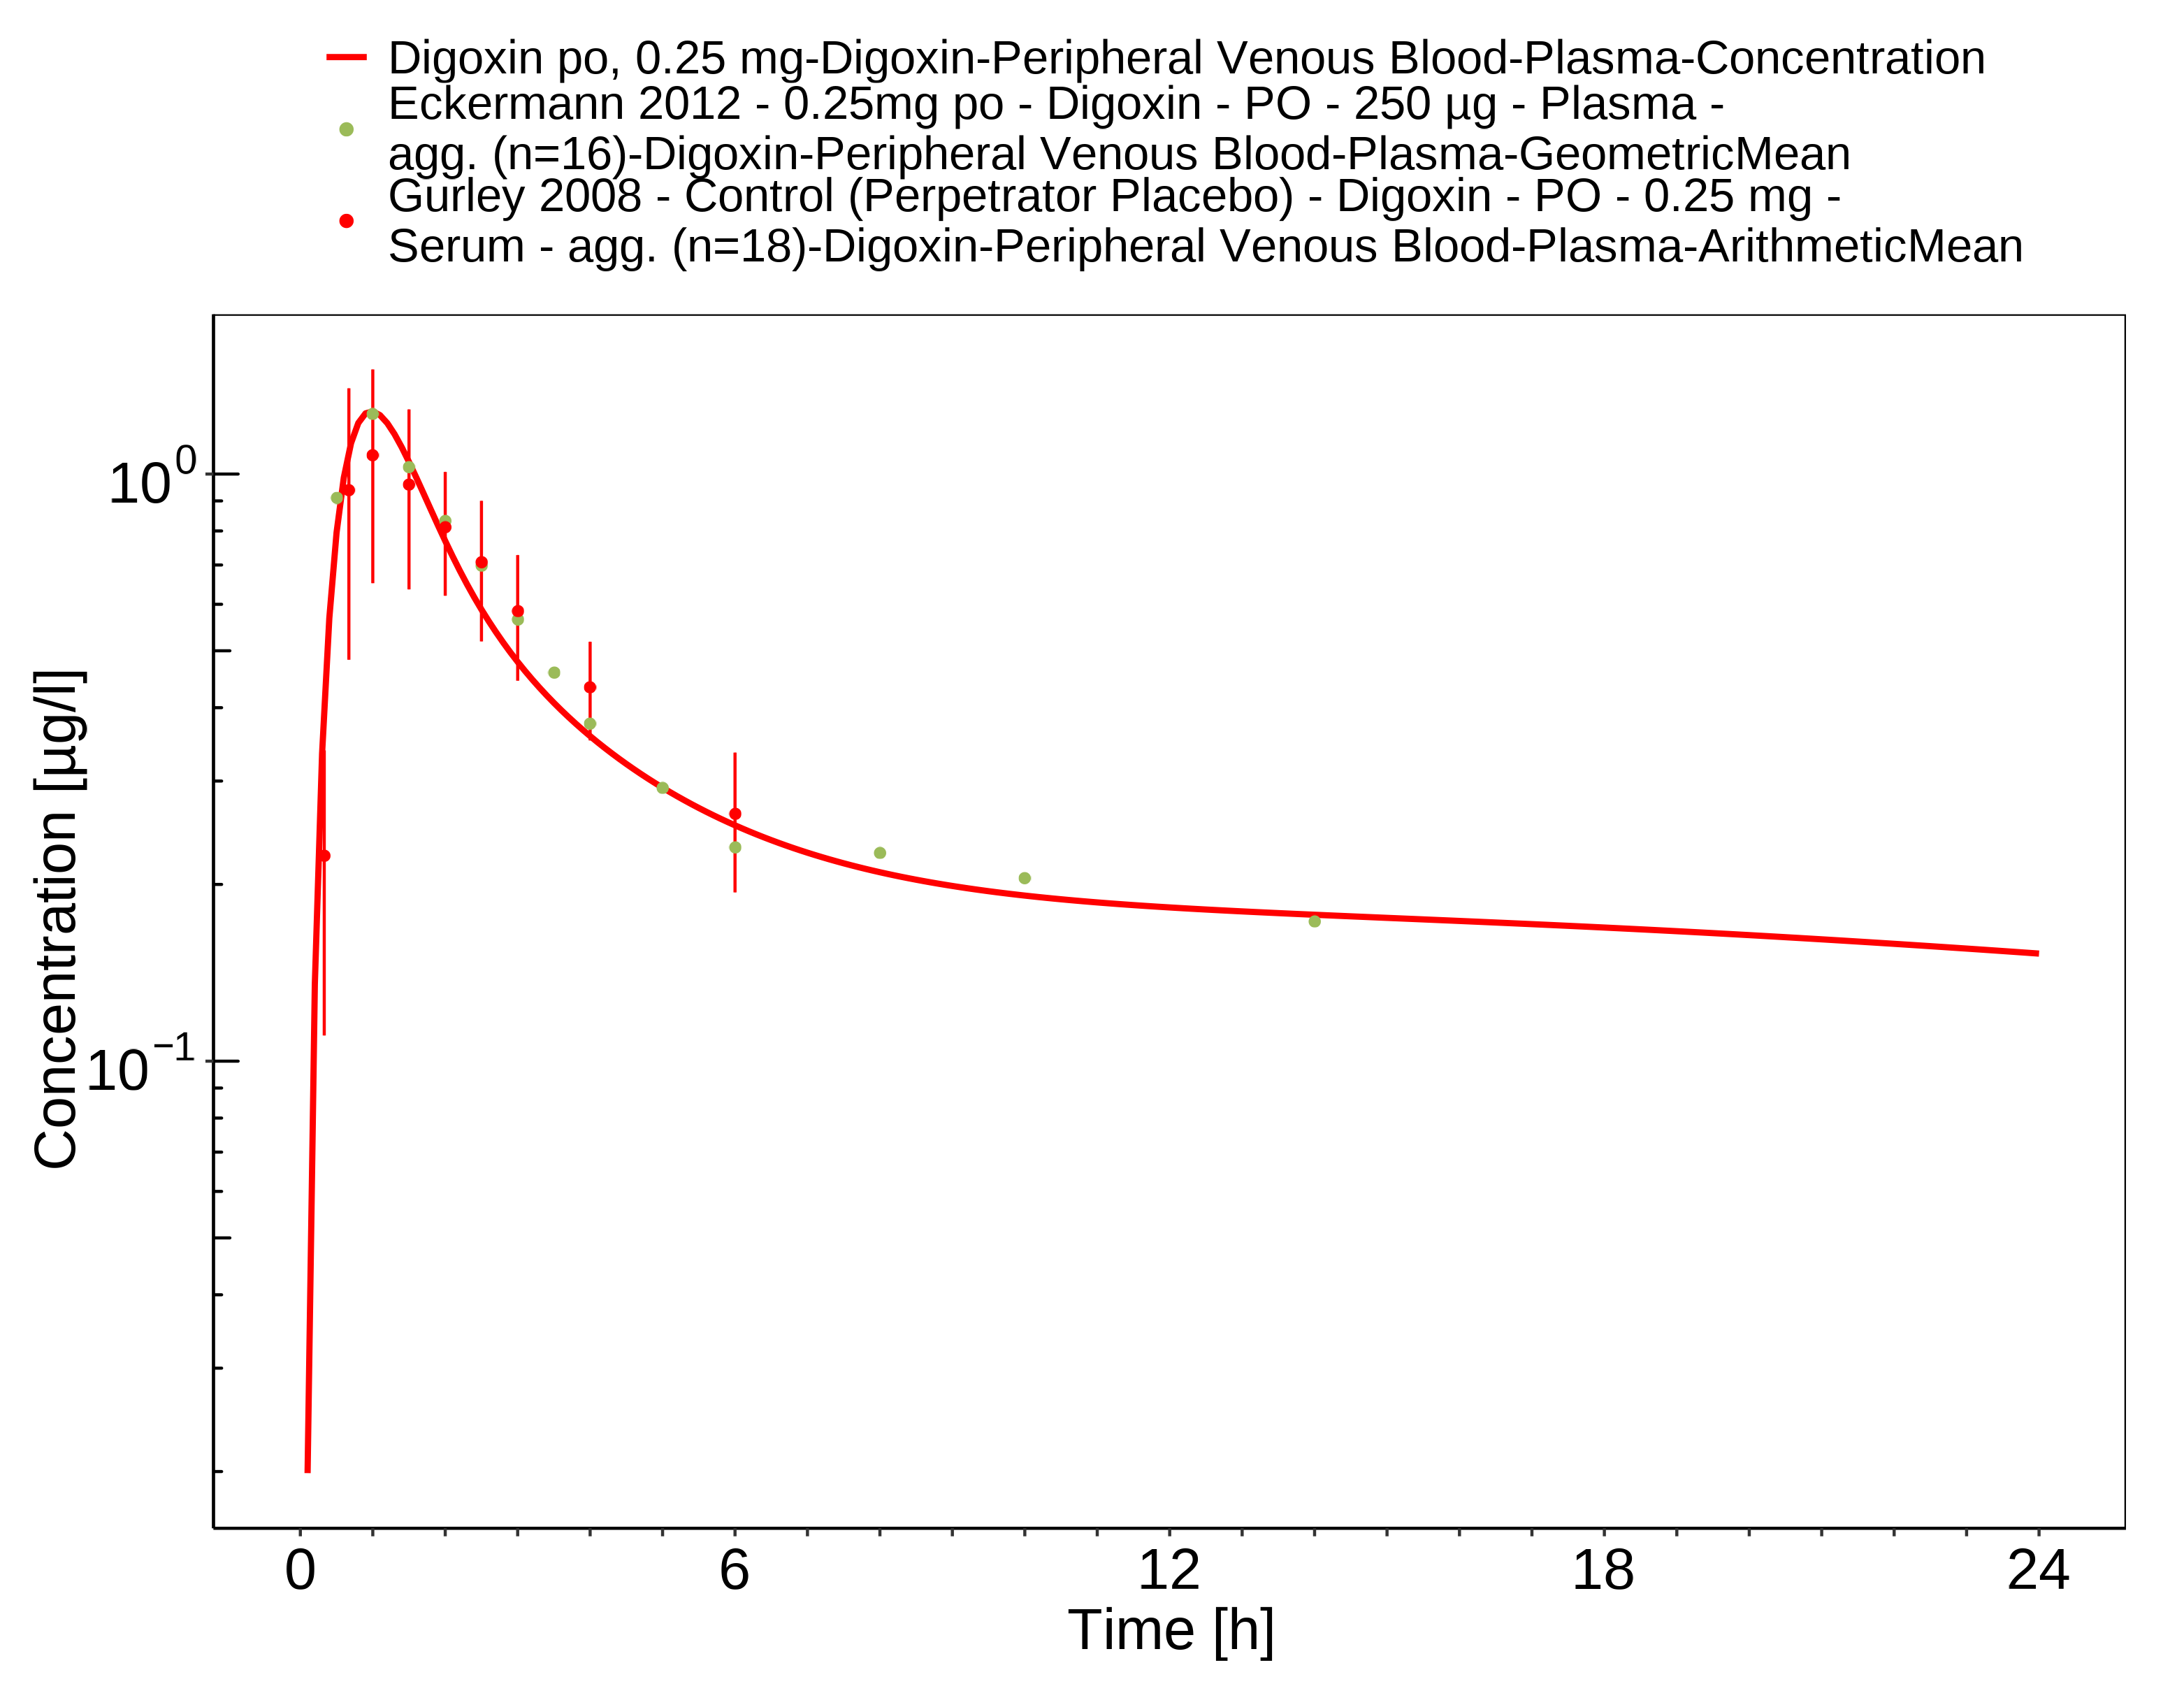 Digoxin po, 0.25 mg-Digoxin-Peripheral Venous Blood-Plasma-Concentration
Eckermann 2012 - 0.25mg po - Digoxin - PO - 250 µg - Plasma -
agg. (n=16)-Digoxin-Peripheral Venous Blood-Plasma-GeometricMean
Gurley 2008 - Control (Perpetrator Placebo) - Digoxin - PO - 0.25 mg -
Serum - agg. (n=18)-Digoxin-Peripheral Venous Blood-Plasma-ArithmeticMean
10⁰
10⁻¹
Concentration [µg/l]
0 6 12 18 24
Time [h]